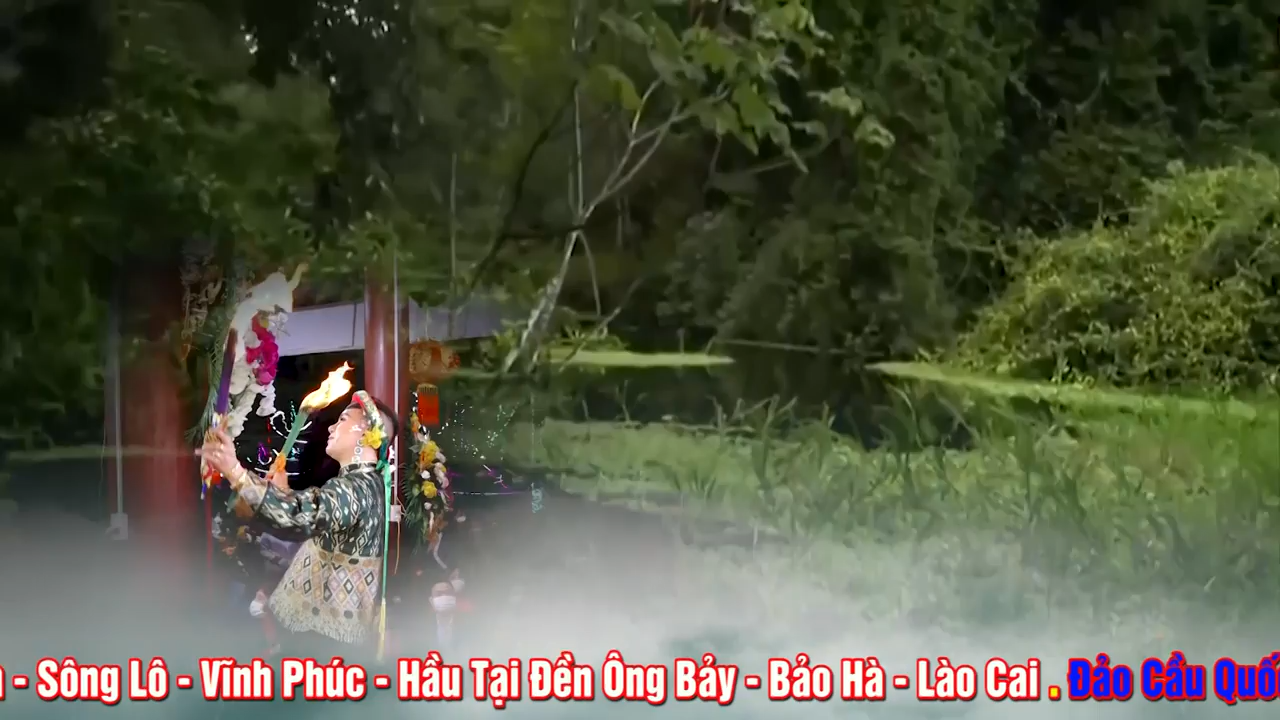 - Sông Lô - Vĩnh Phúc - Hầu Tại Đền Ông Bảy - Bảo Hà - Lào Cai . Đảo Cầu